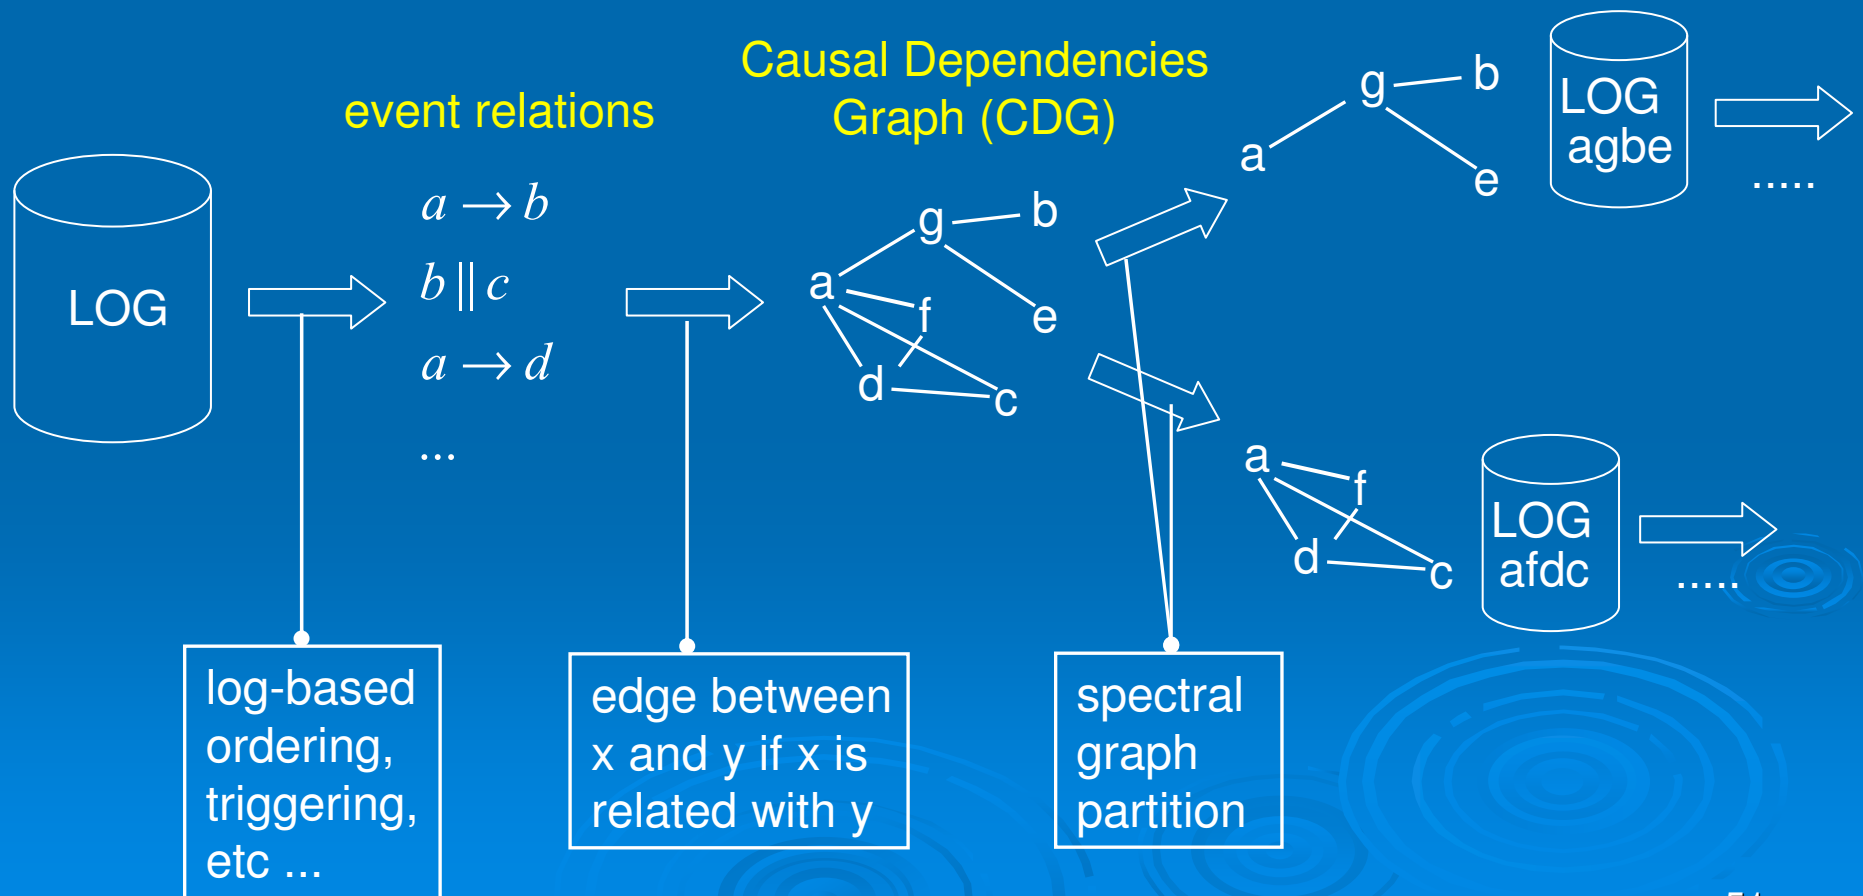 Causal Dependencies
Graph (CDG)
event relations
LOG
a → b
b || c
a → d
...
g
b
a
f
e
d
c
g
b
a
e
LOG
agbe
.....
a
f
d
c
LOG
afdc
.....
log-based
ordering,
triggering,
etc ...
edge between
x and y if x is
related with y
spectral
graph
partition